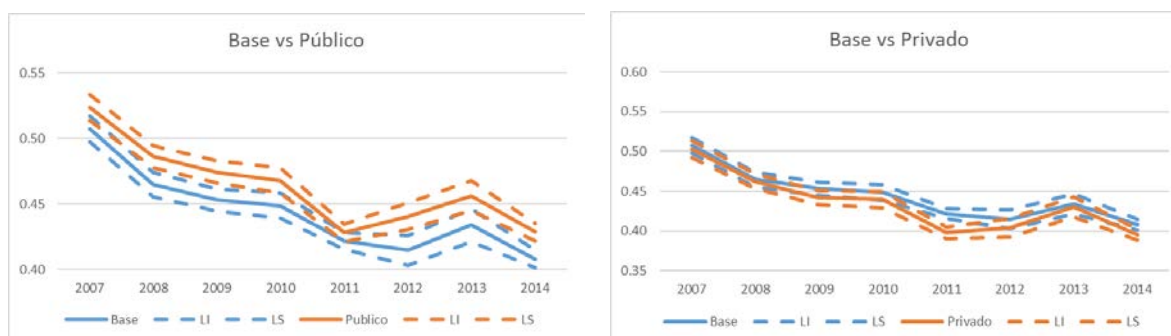 Base vs Público
0.55
0.50
0.45
0.40
2007 2008 2009 2010 2011 2012 2013 2014
Base LI LS Publico LI LS
Base vs Privado
0.60
0.55
0.50
0.45
0.40
0.35
2007 2008 2009 2010 2011 2012 2013 2014
Base LI LS Privado LI LS